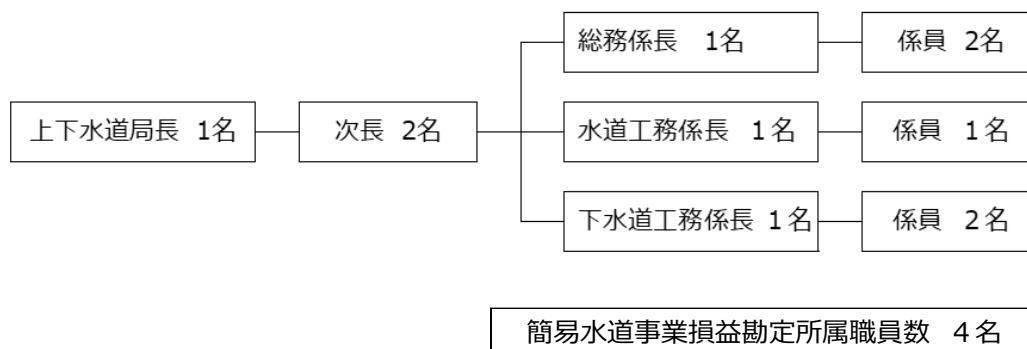 総務係長　1名
係員 2名
上下水道局長 1名
次長 2名
水道工務係長 1名
係員 1名
下水道工務係長 1名
係員 2名
簡易水道事業損益勘定所属職員数　4名